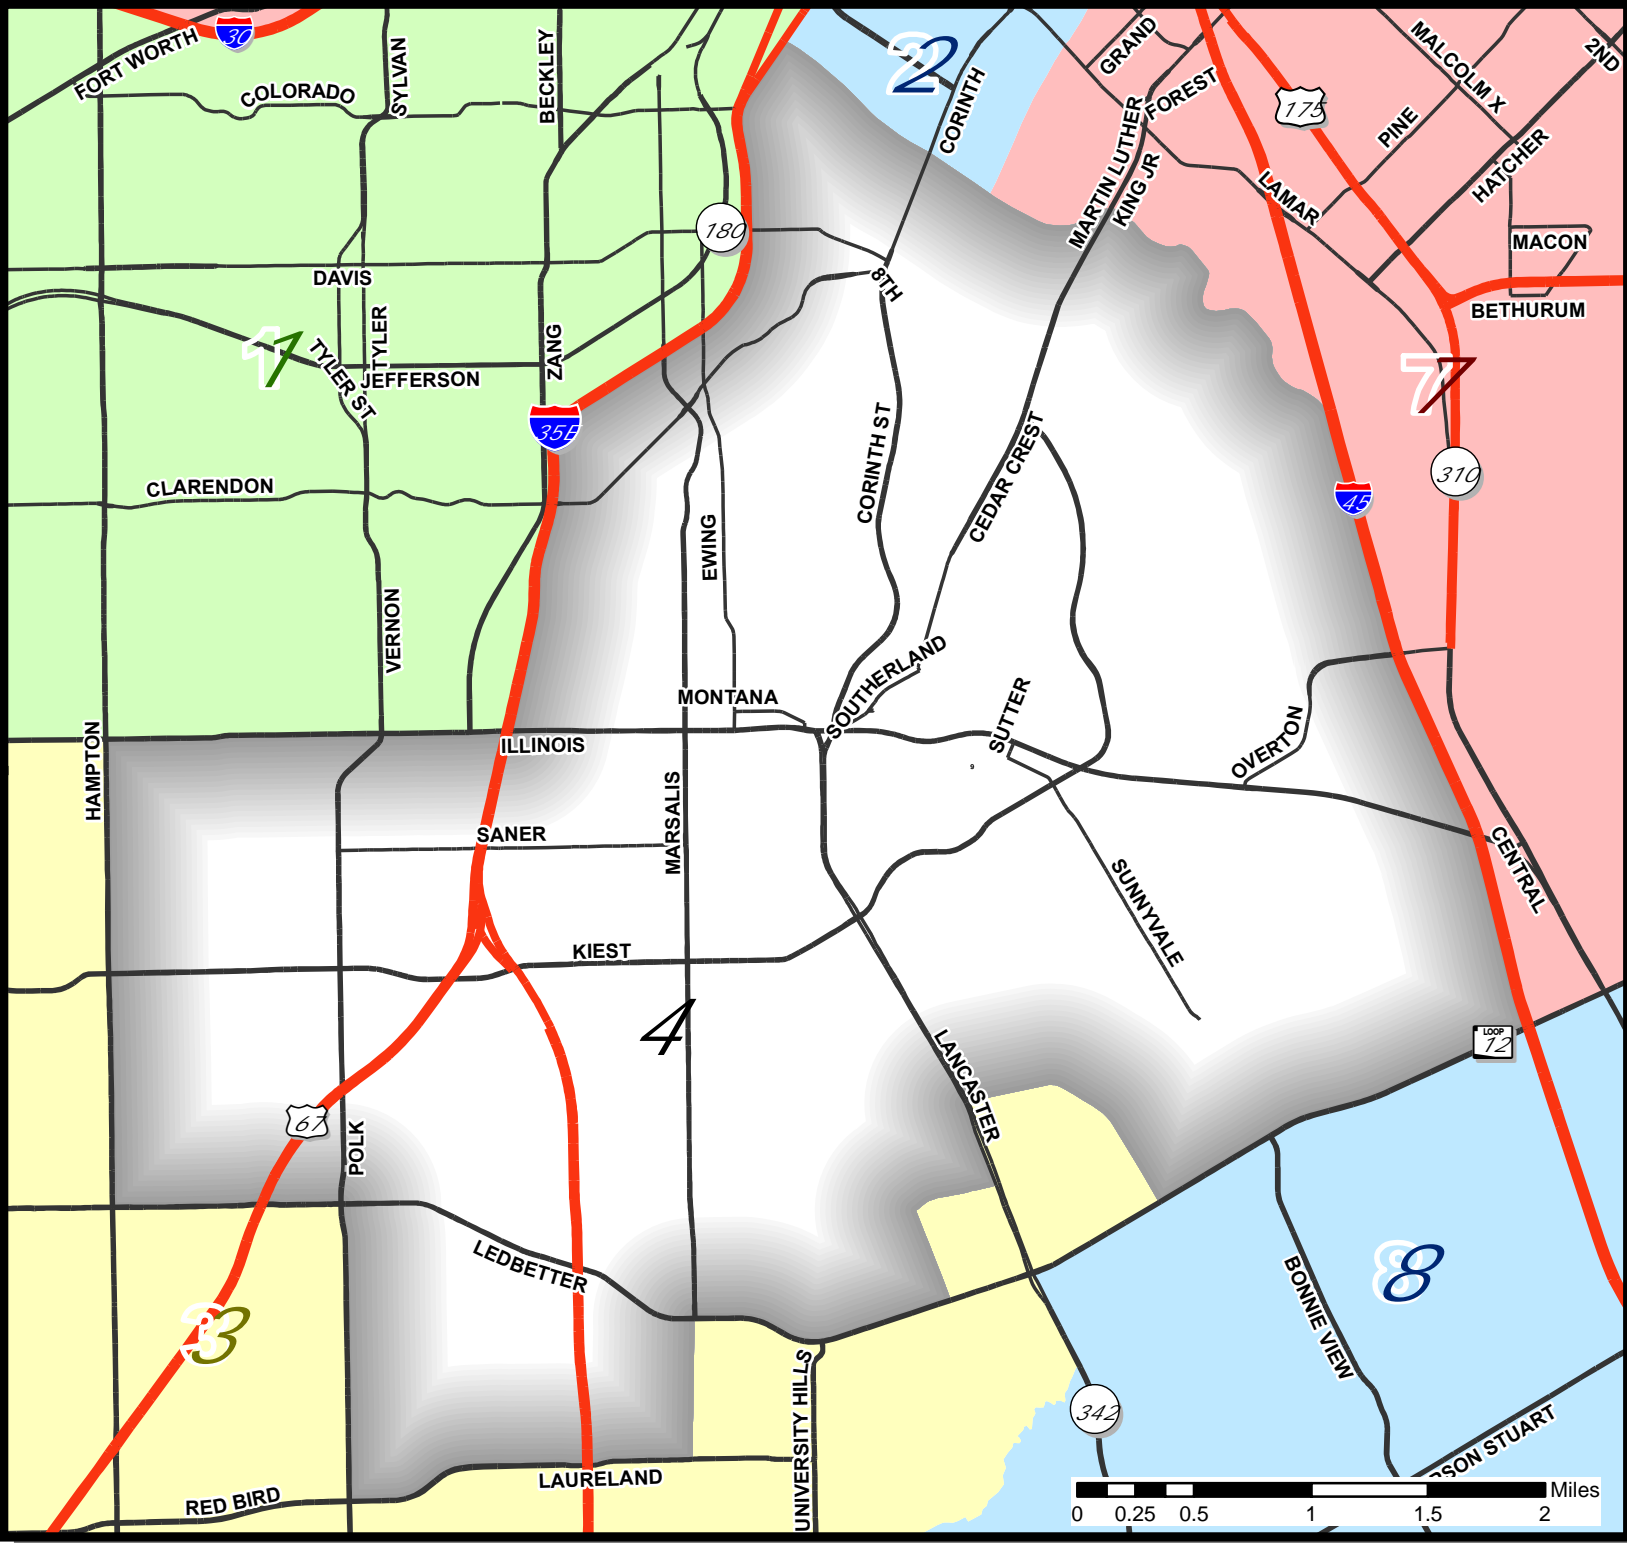 30
FORT WORTH
COLORADO
SYLVAN
BECKLEY
2
CORINTH
GRAND
FOREST
MARTIN LUTHER
KING JR
175
MALCOLM X
2ND
PINE
HATCHER
LAMAR
MACON
BETHURUM
180
DAVIS
8TH
1
TYLER
TYLER ST
JEFFERSON
ZANG
35E
7
310
45
CLARENDON
CORINTH ST
CEDAR CREST
EWING
VERNON
MONTANA
SOUTHERLAND
SUTTER
OVERTON
HAMPTON
ILLINOIS
9
MARSALIS
SANER
CENTRAL
SUNNYVALE
KIEST
4
LANCASTER
LOOP
12
67
POLK
LEDBETTER
8
BONNIE VIEW
3
UNIVERSITY HILLS
342
RSON STUART
LAURELAND
RED BIRD
Miles
0 0.25 0.5 1 1.5 2